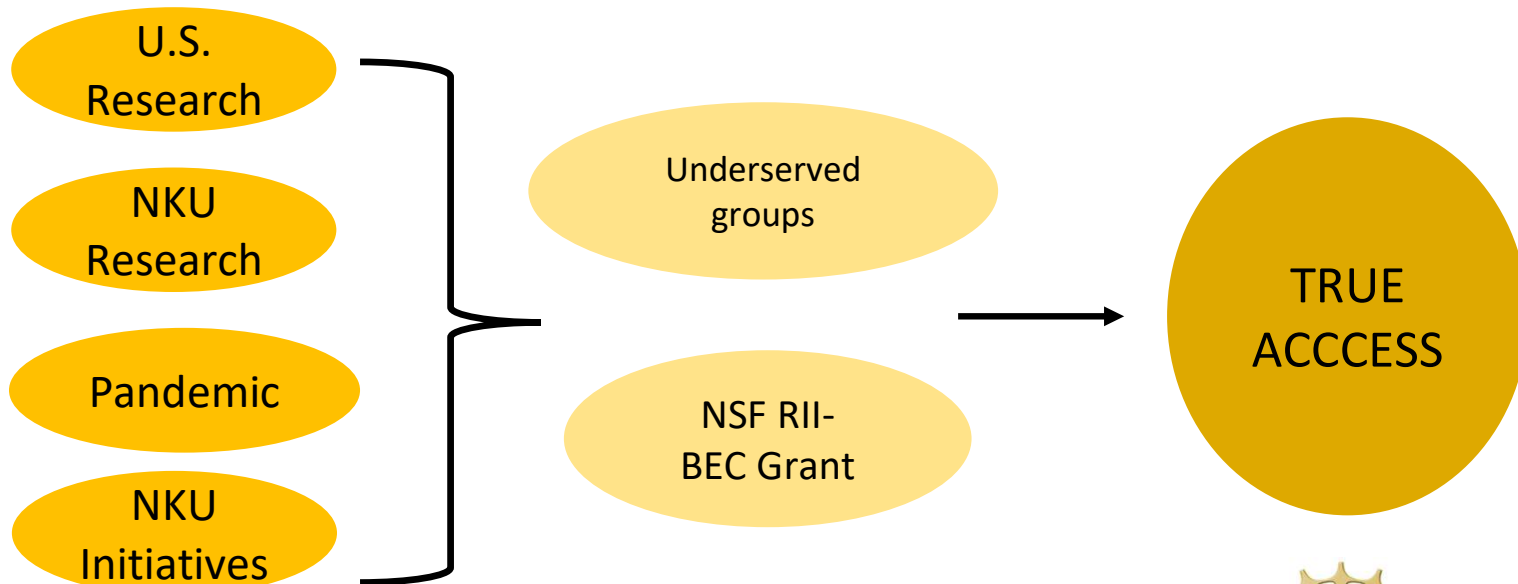 U.S.
Research
NKU
Research
Pandemic
NKU
Initiatives
Underserved
groups
NSF RII-
BEC Grant
TRUE
ACCCESS